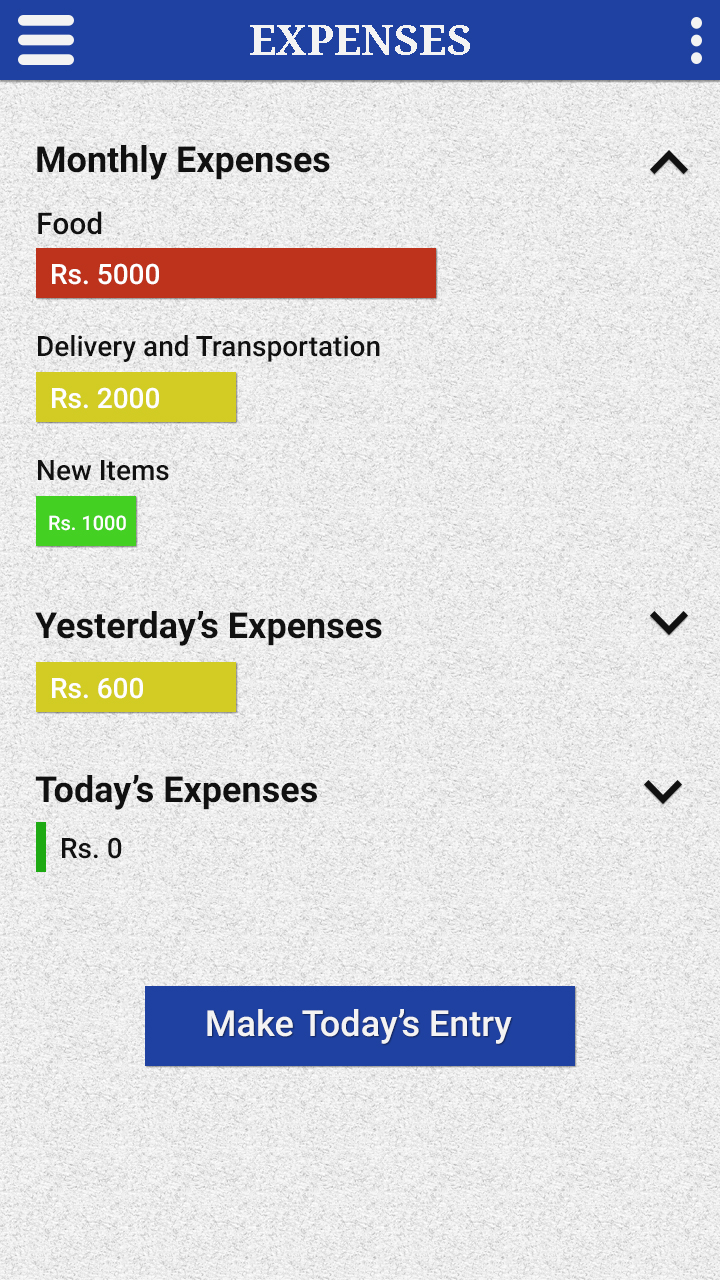 EXPENSES
Monthly Expenses
Food
Rs. 5000
Delivery and Transportation
Rs. 2000
New Items
Rs. 1000
Yesterday’s Expenses
Rs. 600
Today’s Expenses
Rs. 0
Make Today’s Entry